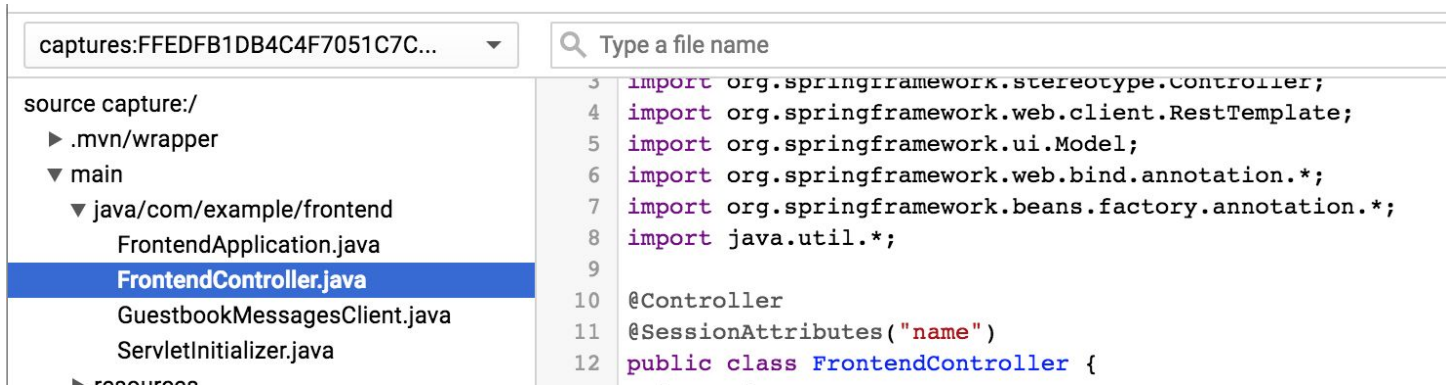 captures:FFEDFB1DB4C4F7051C7C...
Type a file name
source capture:/
.mvn/wrapper
main
java/com/example/frontend
FrontendApplication.java
FrontendController.java
GuestbookMessagesClient.java
ServletInitializer.java
resources
3 import org.springframework.stereotype.Controller;
4 import org.springframework.web.client.RestTemplate;
5 import org.springframework.ui.Model;
6 import org.springframework.web.bind.annotation.*;
7 import org.springframework.beans.factory.annotation.*;
8 import java.util.*;
9
10 @Controller
11 @SessionAttributes("name")
12 public class FrontendController {